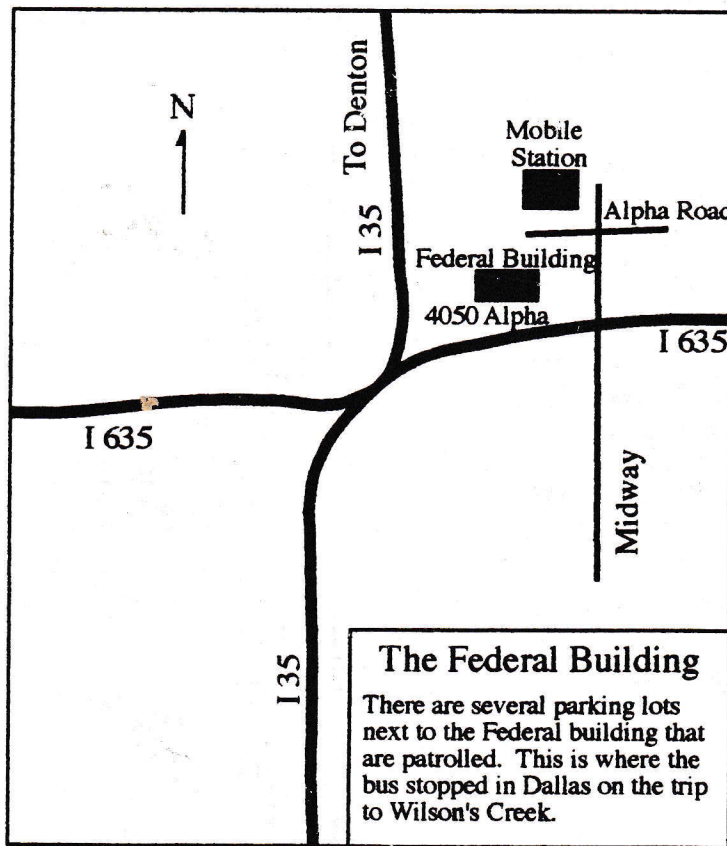 N
To Denton
I 35
Mobile
Station
Alpha Road
Federal Building
4050 Alpha
I 635
I 635
Midway
I 35
The Federal Building
There are several parking lots
next to the Federal building that
are patrolled. This is where the
bus stopped in Dallas on the trip
to Wilson's Creek.